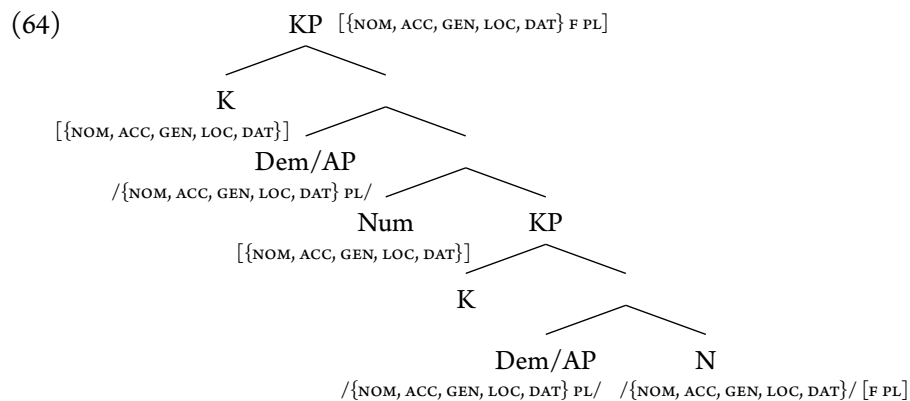 (64) KP [{NOM, ACC, GEN, LOC, DAT} F PL]
K
[{NOM, ACC, GEN, LOC, DAT}]
Dem/AP
/{NOM, ACC, GEN, LOC, DAT} PL/
Num KP
[{NOM, ACC, GEN, LOC, DAT}]
K
Dem/AP N
/{NOM, ACC, GEN, LOC, DAT} PL/ /{NOM, ACC, GEN, LOC, DAT}/ [F PL]